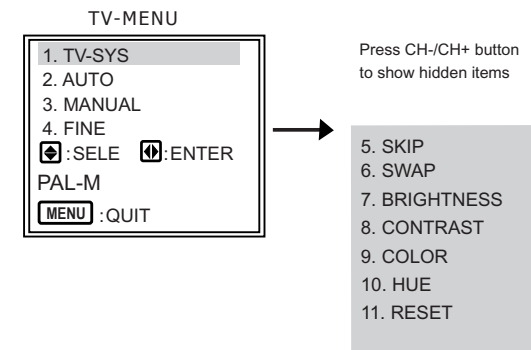 TV-MENU
1. TV-SYS
2. AUTO
3. MANUAL
4. FINE
:SELE :ENTER
PAL-M
MENU :QUIT
Press CH-/CH+ button
to show hidden items
5. SKIP
6. SWAP
7. BRIGHTNESS
8. CONTRAST
9. COLOR
10. HUE
11. RESET